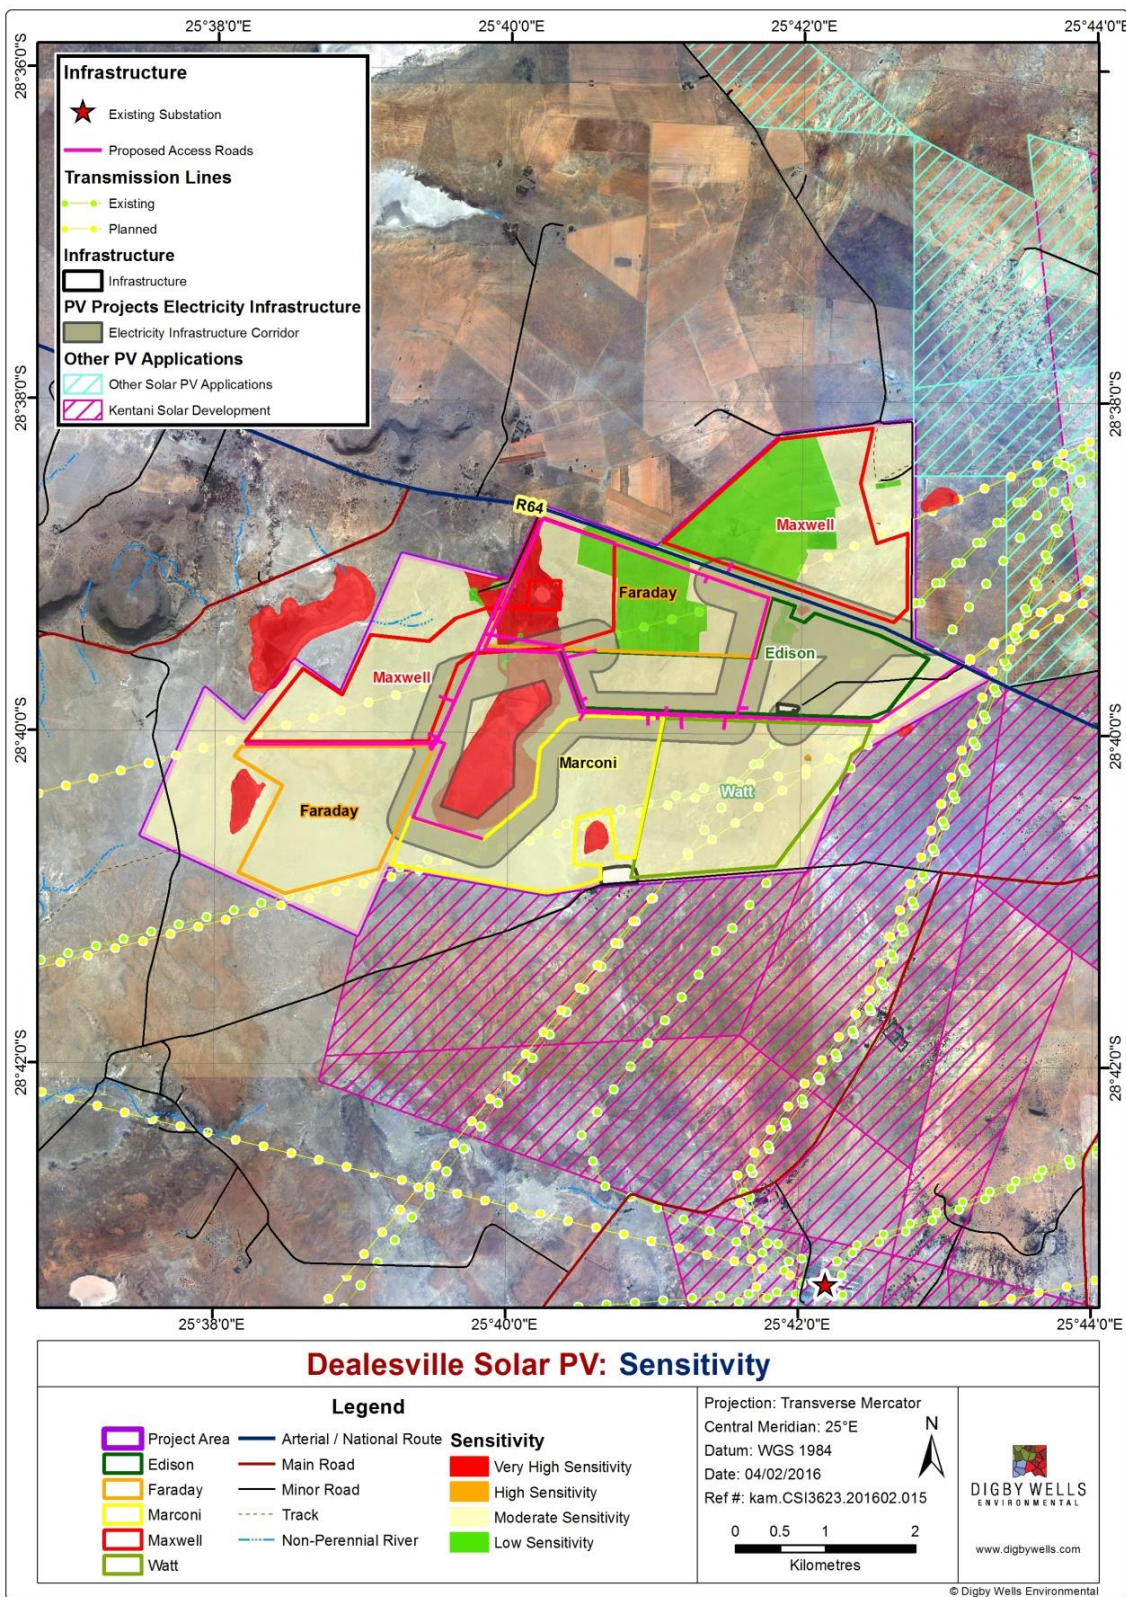 25°38'0"E
25°40'0"E
25°42'0"E
25°44'0"E
28°36'0"S
28°38'0"S
28°38'0"S
28°40'0"S
28°40'0"S
28°42'0"S
28°42'0"S
Infrastructure
Existing Substation
Proposed Access Roads
Transmission Lines
Existing
Planned
Infrastructure
Infrastructure
PV Projects Electricity Infrastructure
Electricity Infrastructure Corridor
Other PV Applications
Other Solar PV Applications
Kentani Solar Development
R64
Maxwell
Faraday
Edison
Maxwell
Marconi
Watt
Faraday
25°38'0"E
25°40'0"E
25°42'0"E
25°44'0"E
Dealesville Solar PV: Sensitivity
Legend
Project Area
Edison
Faraday
Marconi
Maxwell
Watt
Arterial / National Route
Main Road
Minor Road
Track
Non-Perennial River
Sensitivity
Very High Sensitivity
High Sensitivity
Moderate Sensitivity
Low Sensitivity
Projection: Transverse Mercator
Central Meridian: 25°E
Datum: WGS 1984
Date: 04/02/2016
Ref #: kam.CSI3623.201602.015
N
0 0.5 1 2
Kilometres
DIGBY WELLS
ENVIRONMENTAL
www.digbywells.com
© Digby Wells Environmental